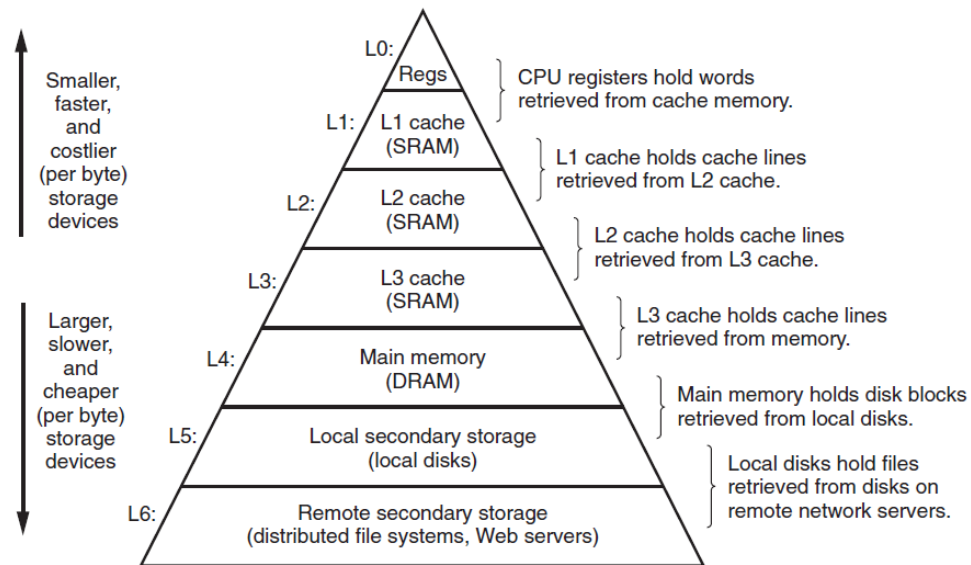 Smaller,
faster,
and
costlier
(per byte)
storage
devices
Larger,
slower,
and
cheaper
(per byte)
storage
devices
L0:
Regs
L1:
L1 cache
(SRAM)
L2:
L2 cache
(SRAM)
L3:
L3 cache
(SRAM)
L4:
Main memory
(DRAM)
L5:
Local secondary storage
(local disks)
L6:
Remote secondary storage
(distributed file systems, Web servers)
CPU registers hold words
retrieved from cache memory.
L1 cache holds cache lines
retrieved from L2 cache.
L2 cache holds cache lines
retrieved from L3 cache.
L3 cache holds cache lines
retrieved from memory.
Main memory holds disk blocks
retrieved from local disks.
Local disks hold files
retrieved from disks on
remote network servers.